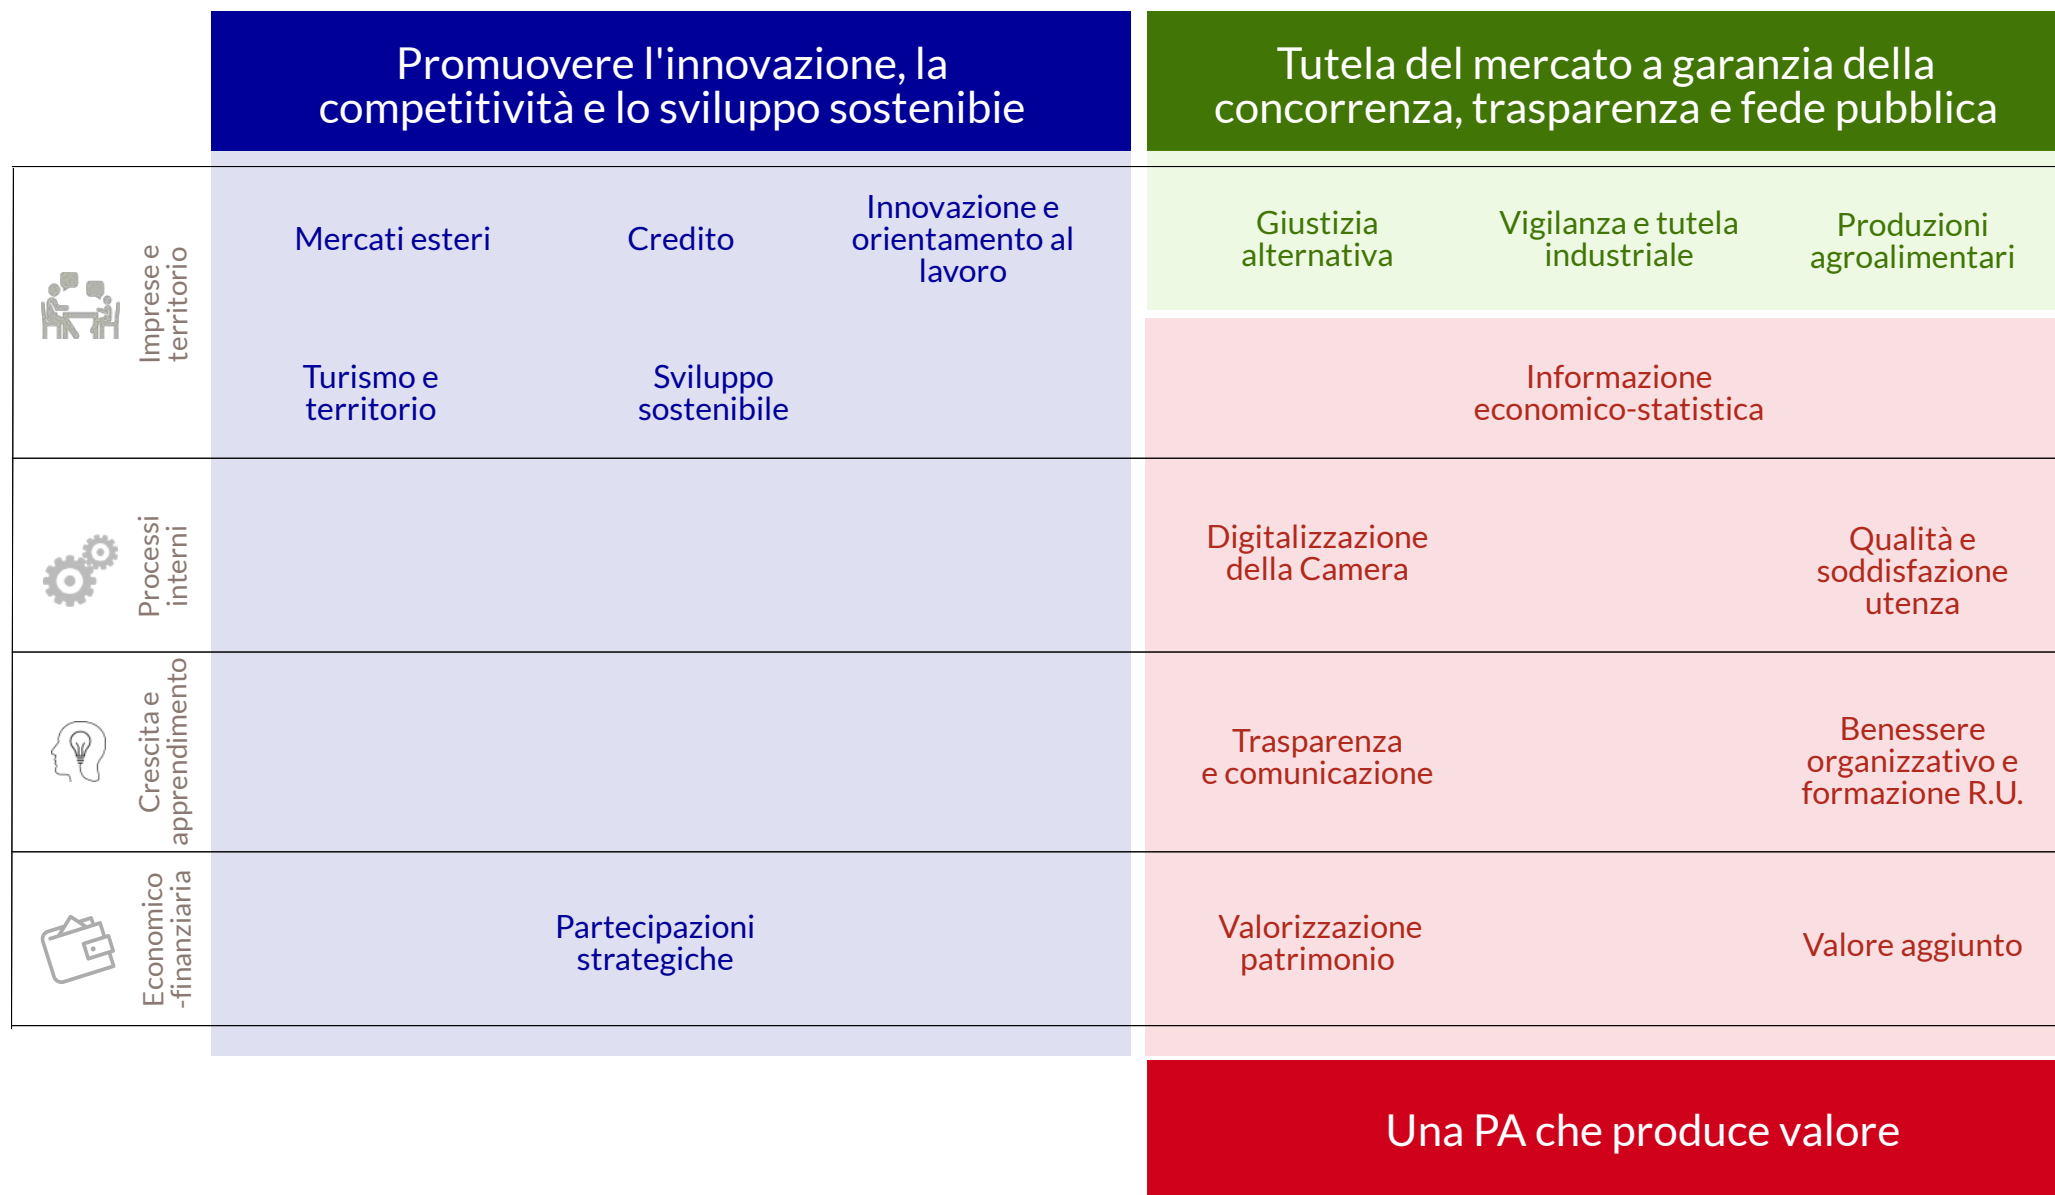 Promuovere l'innovazione, la
competitività e lo sviluppo sostenibie
Tutela del mercato a garanzia della
concorrenza, trasparenza e fede pubblica
Imprese e
territorio
Mercati esteri
Credito
Innovazione e
orientamento al
lavoro
Giustizia
alternativa
Vigilanza e tutela
industriale
Produzioni
agroalimentari
Turismo e
territorio
Sviluppo
sostenibile
Informazione
economico-statistica
Processi
interni
Digitalizzazione
della Camera
Qualità e
soddisfazione
utenza
Crescita e
apprendimento
Trasparenza
e comunicazione
Benessere
organizzativo e
formazione R.U.
Economico
-finanziaria
Partecipazioni
strategiche
Valorizzazione
patrimonio
Valore aggiunto
Una PA che produce valore